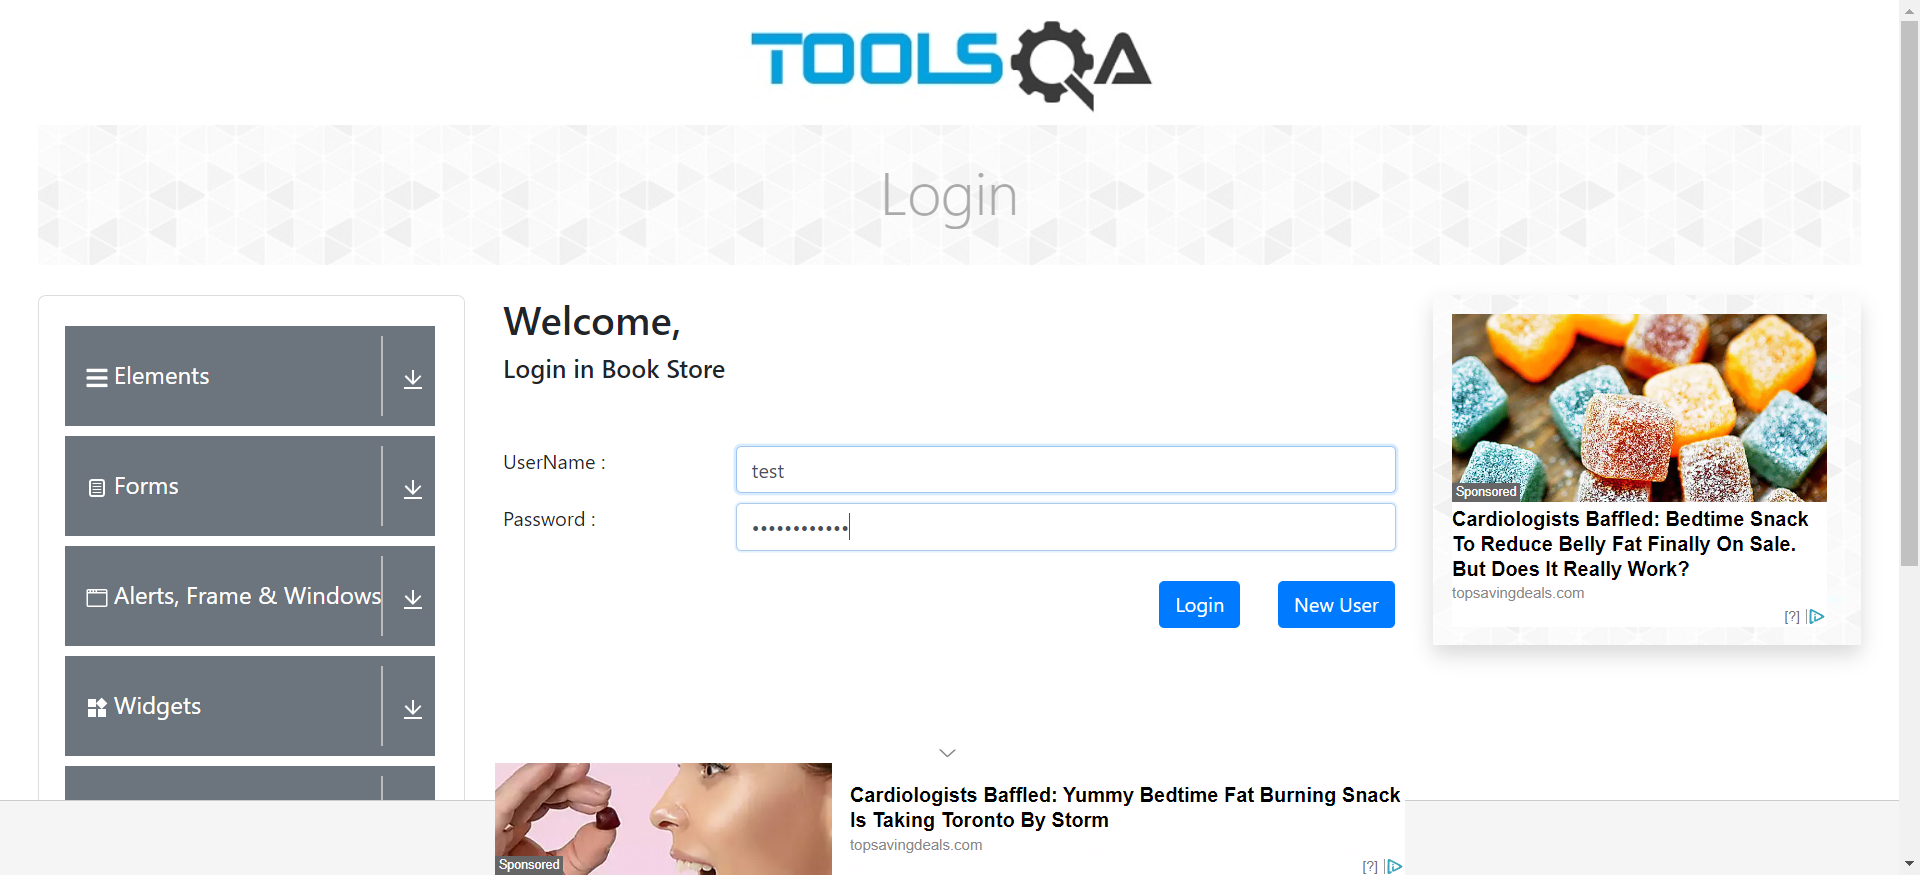 TOOLSQA
Login
Elements
Forms
Alerts, Frame & Windows
Widgets
Welcome,
Login in Book Store
UserName :
test
Password :
••••••••••••
Login
New User
Sponsored
Cardiologists Baffled: Bedtime Snack
To Reduce Belly Fat Finally On Sale.
But Does It Really Work?
topsavingdeals.com
[?]
Sponsored
Cardiologists Baffled: Yummy Bedtime Fat Burning Snack
Is Taking Toronto By Storm
topsavingdeals.com
[?]